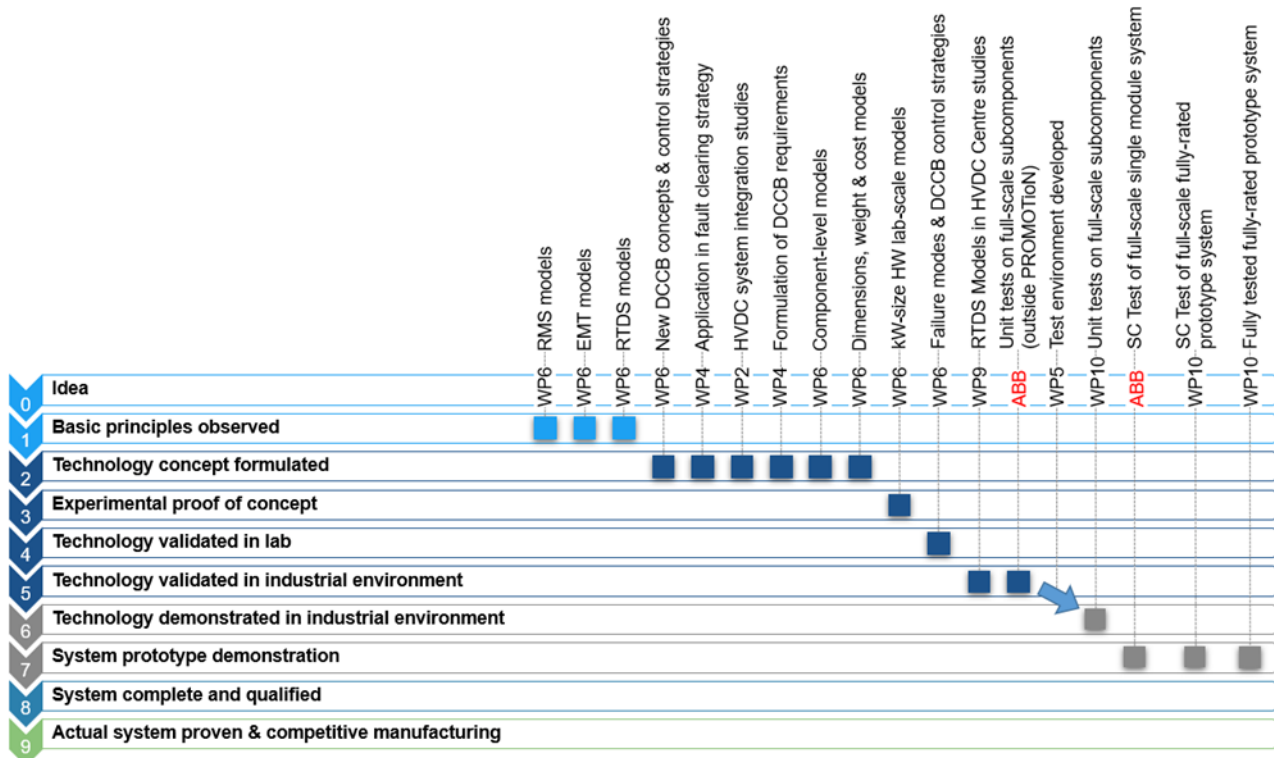 RMS models
EMT models
RTDS models
New DCCB concepts & control strategies
Application in fault clearing strategy
HVDC system integration studies
Formulation of DCCB requirements
Component-level models
Dimensions, weight & cost models
kW-size HW lab-scale models
Failure modes & DCCB control strategies
RTDS Models in HVDC Centre studies
Unit tests on full-scale subcomponents
(outside PROMOTioN)
Test environment developed
Unit tests on full-scale subcomponents
SC Test of full-scale single module system
SC Test of full-scale fully-rated
prototype system
Fully tested fully-rated prototype system
WP6
WP6
WP6
WP6
WP4
WP2
WP4
WP6
WP6
WP6
WP6
WP9
ABB
WP5
WP10
ABB
WP10
WP10
0 Idea
1 Basic principles observed
2 Technology concept formulated
3 Experimental proof of concept
4 Technology validated in lab
5 Technology validated in industrial environment
6 Technology demonstrated in industrial environment
7 System prototype demonstration
8 System complete and qualified
9 Actual system proven & competitive manufacturing